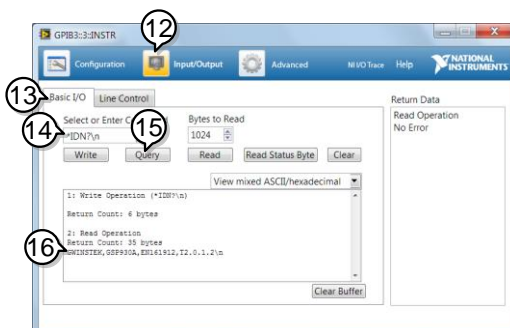 GPIB3::3::INSTR
12
Configuration Input/Output Advanced NI I/O Trace Help NATIONAL INSTRUMENTS
13
Basic I/O Line Control
Return Data
Select or Enter Bytes to Read
Read Operation
14
*IDN?\n 1024
No Error
15
Write Query Read Read Status Byte Clear
View mixed ASCII/hexadecimal
1: Write Operation (*IDN?\n)
Return Count: 6 bytes
2: Read Operation
Return Count: 35 bytes
16
GWINSTEK,GSP930A,EN161912,T2.0.1.2\n
Clear Buffer